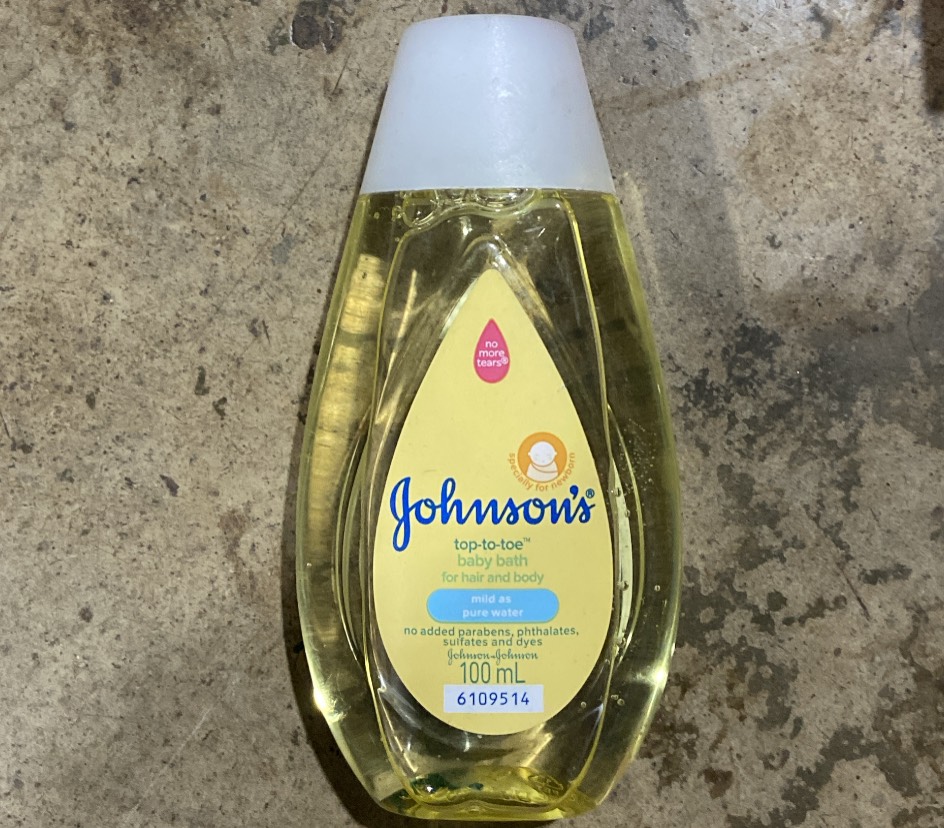 no
more
tears®
specially for newborn
Johnson's®
top-to-toe™
baby bath
for hair and body
mild as
pure water
no added parabens, phthalates,
sulfates and dyes
Johnson & Johnson
100 mL
6109514